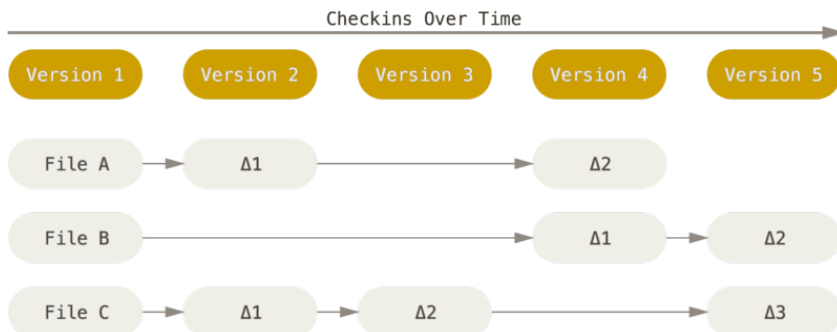 Checkins Over Time
Version 1 Version 2 Version 3 Version 4 Version 5
File A Δ1 Δ2
File B Δ1 Δ2
File C Δ1 Δ2 Δ3